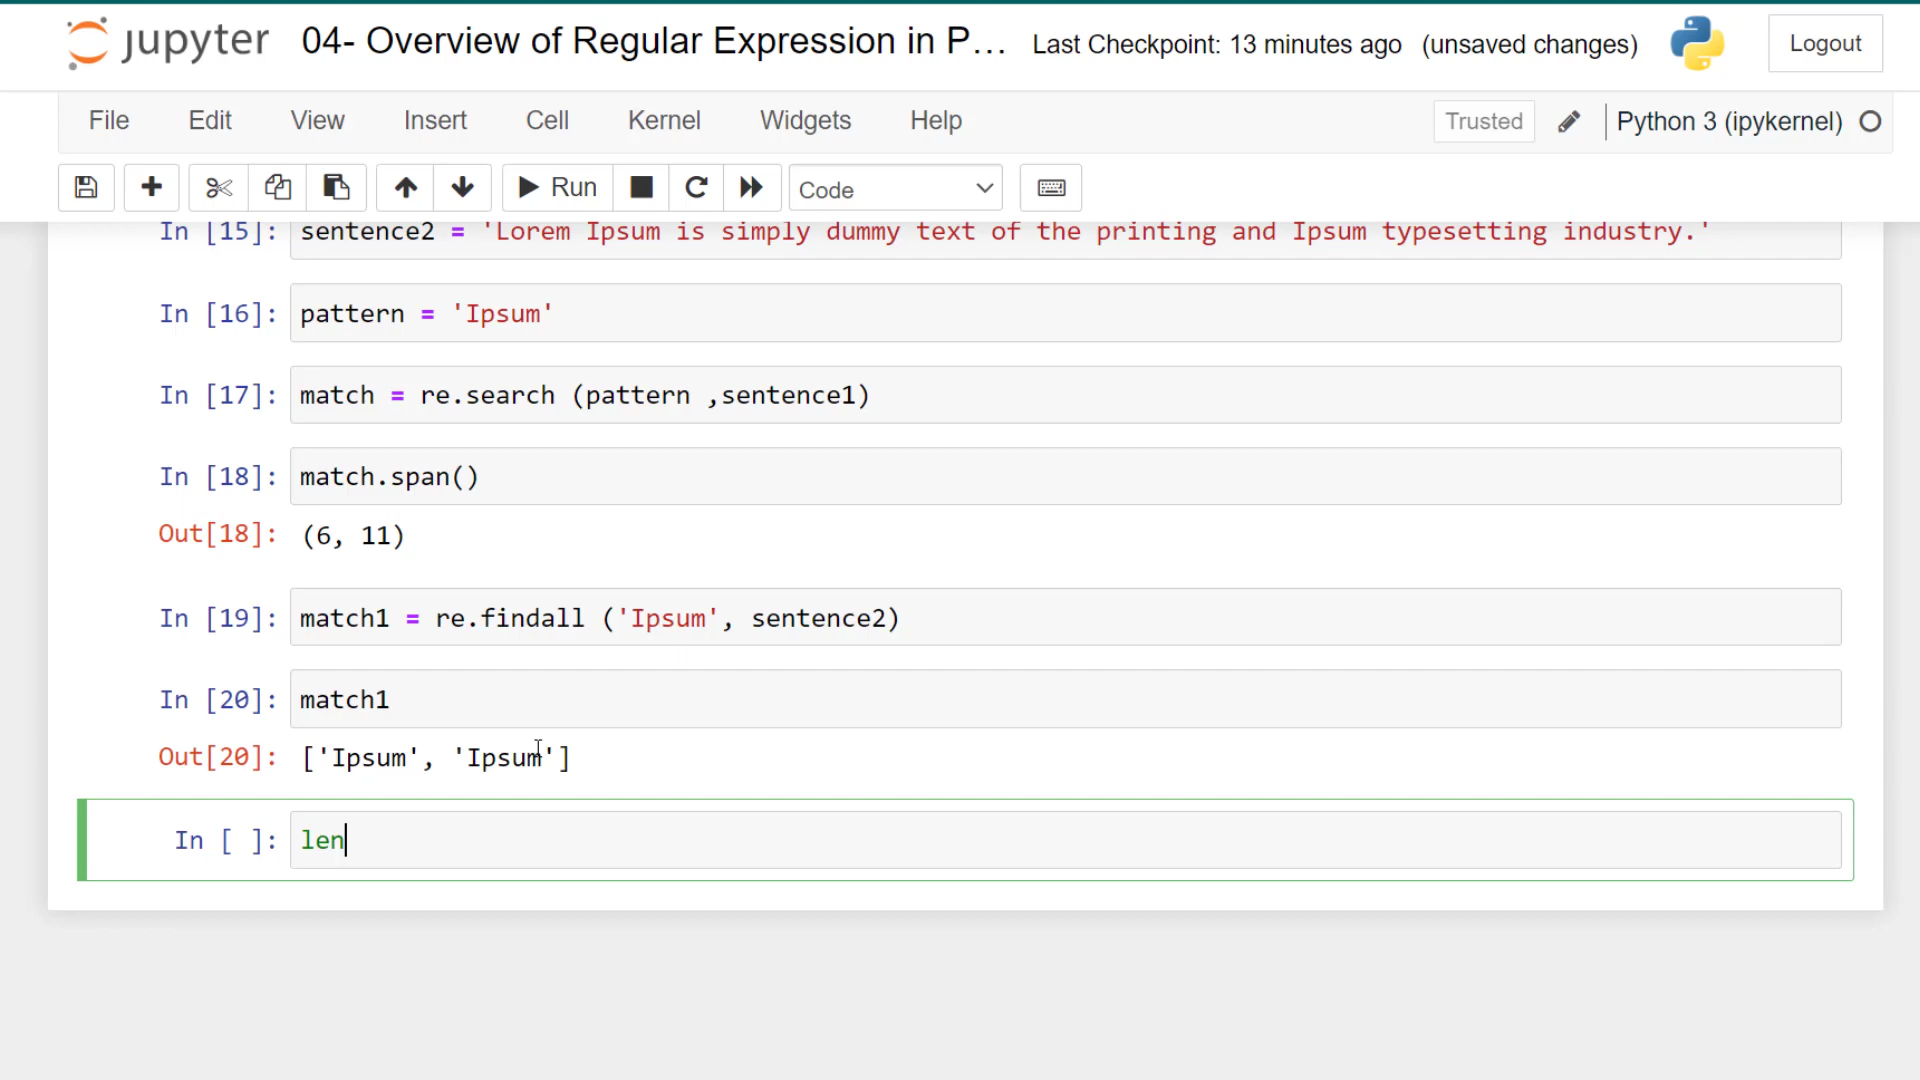 jupyter 04- Overview of Regular Expression in P... Last Checkpoint: 13 minutes ago (unsaved changes) Logout
File Edit View Insert Cell Kernel Widgets Help Trusted Python 3 (ipykernel)
Run Code
In [15]: sentence2 = 'Lorem Ipsum is simply dummy text of the printing and Ipsum typesetting industry.'
In [16]: pattern = 'Ipsum'
In [17]: match = re.search (pattern ,sentence1)
In [18]: match.span()
Out[18]: (6, 11)
In [19]: match1 = re.findall ('Ipsum', sentence2)
In [20]: match1
Out[20]: ['Ipsum', 'Ipsum']
In [ ]: len